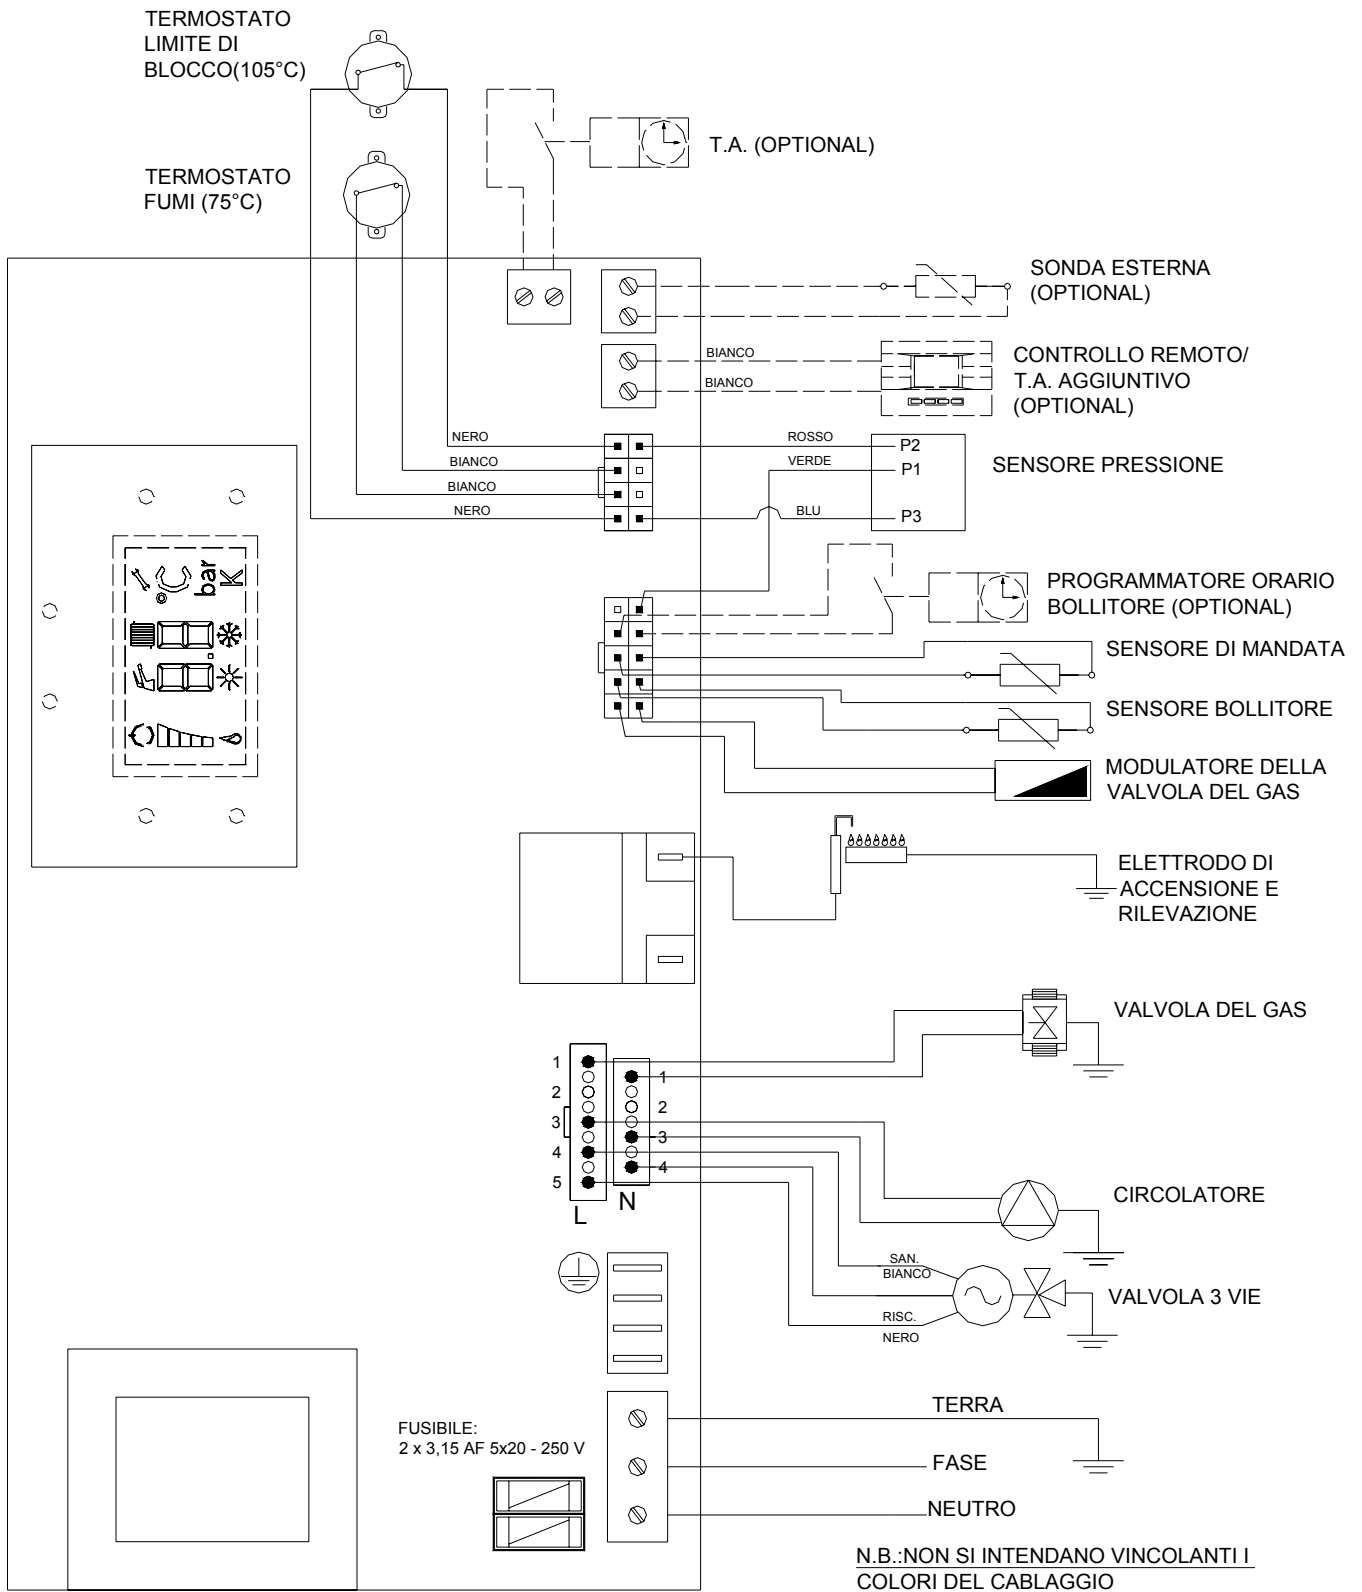 TERMOSTATO
LIMITE DI
BLOCCO(105°C)
T.A. (OPTIONAL)
TERMOSTATO
FUMI (75°C)
SONDA ESTERNA
(OPTIONAL)
BIANCO
BIANCO
CONTROLLO REMOTO/
T.A. AGGIUNTIVO
(OPTIONAL)
NERO
BIANCO
BIANCO
NERO
ROSSO
VERDE
BLU
P2
P1
P3
SENSORE PRESSIONE
°C
bar
K
PROGRAMMATORE ORARIO
BOLLITORE (OPTIONAL)
SENSORE DI MANDATA
SENSORE BOLLITORE
MODULATORE DELLA
VALVOLA DEL GAS
ELETTRODO DI
ACCENSIONE E
RILEVAZIONE
VALVOLA DEL GAS
1
2
3
4
5
L
1
2
3
4
N
CIRCOLATORE
SAN.
BIANCO
RISC.
NERO
VALVOLA 3 VIE
TERRA
FASE
NEUTRO
FUSIBILE:
2 x 3,15 AF 5x20 - 250 V
N.B.:NON SI INTENDANO VINCOLANTI I
COLORI DEL CABLAGGIO